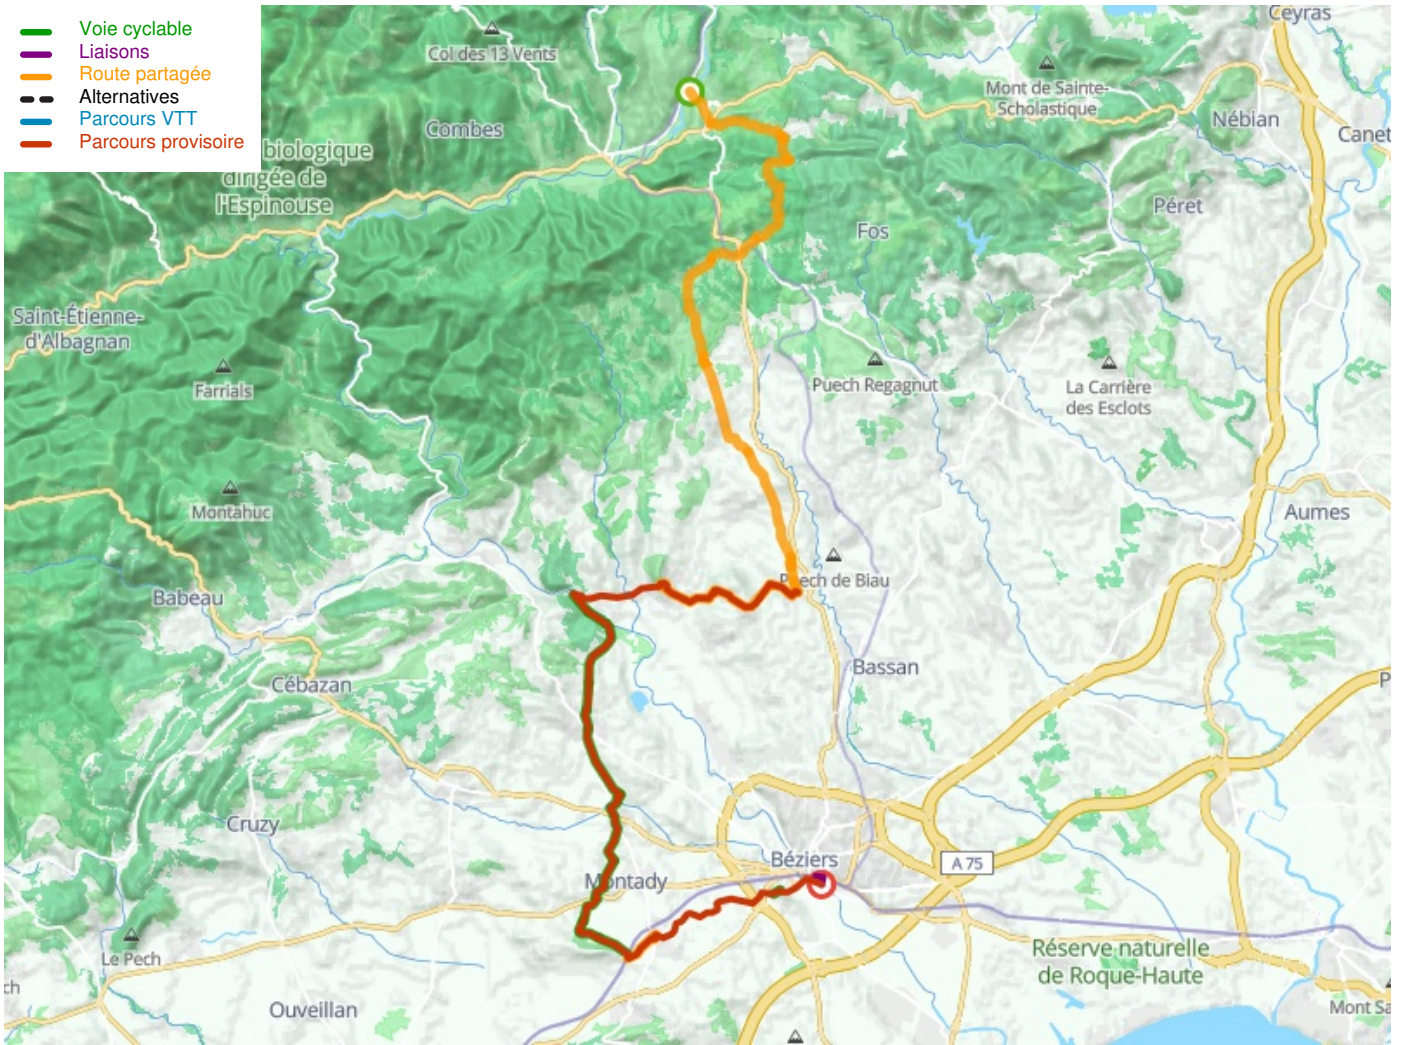 Voie cyclable
Liaisons
Route partagée
Alternatives
Parcours VTT
Parcours provisoire
Ceyras
Col des 13 Vents
Mont de Sainte-
Scholastique
Nébian
Canet
Combes
biologique
dirigée de
l'Espinouse
Péret
Fos
Saint-Étienne-
d'Albagnan
Farrials
Puech Regagnut
La Carrière
des Esclots
Montahuc
Aumes
Puech de Biau
Babeau
Bassan
Cébazan
P
Cruzy
Béziers
A 75
Montady
Le Pech
Réserve naturelle
de Roque-Haute
ch
Ouveillan
Mont Sa